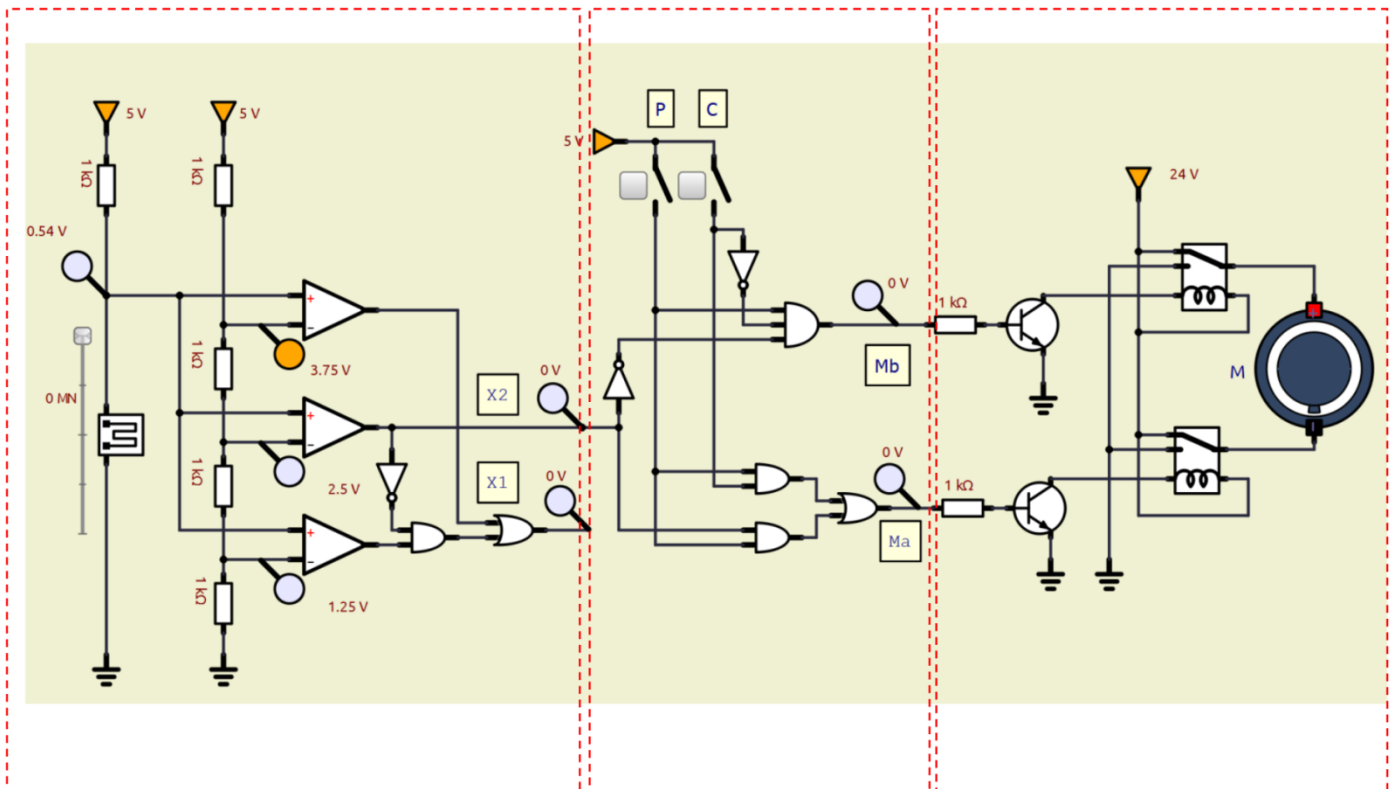 P
C
5 V
5 V
5 V
1 kΩ
1 kΩ
24 V
0.54 V
0 V
1 kΩ
1 kΩ
+
-
3.75 V
Mb
M
0 V
X2
0 MN
+
-
0 V
0 V
X1
2.5 V
1 kΩ
1 kΩ
+
-
Ma
1 kΩ
1.25 V